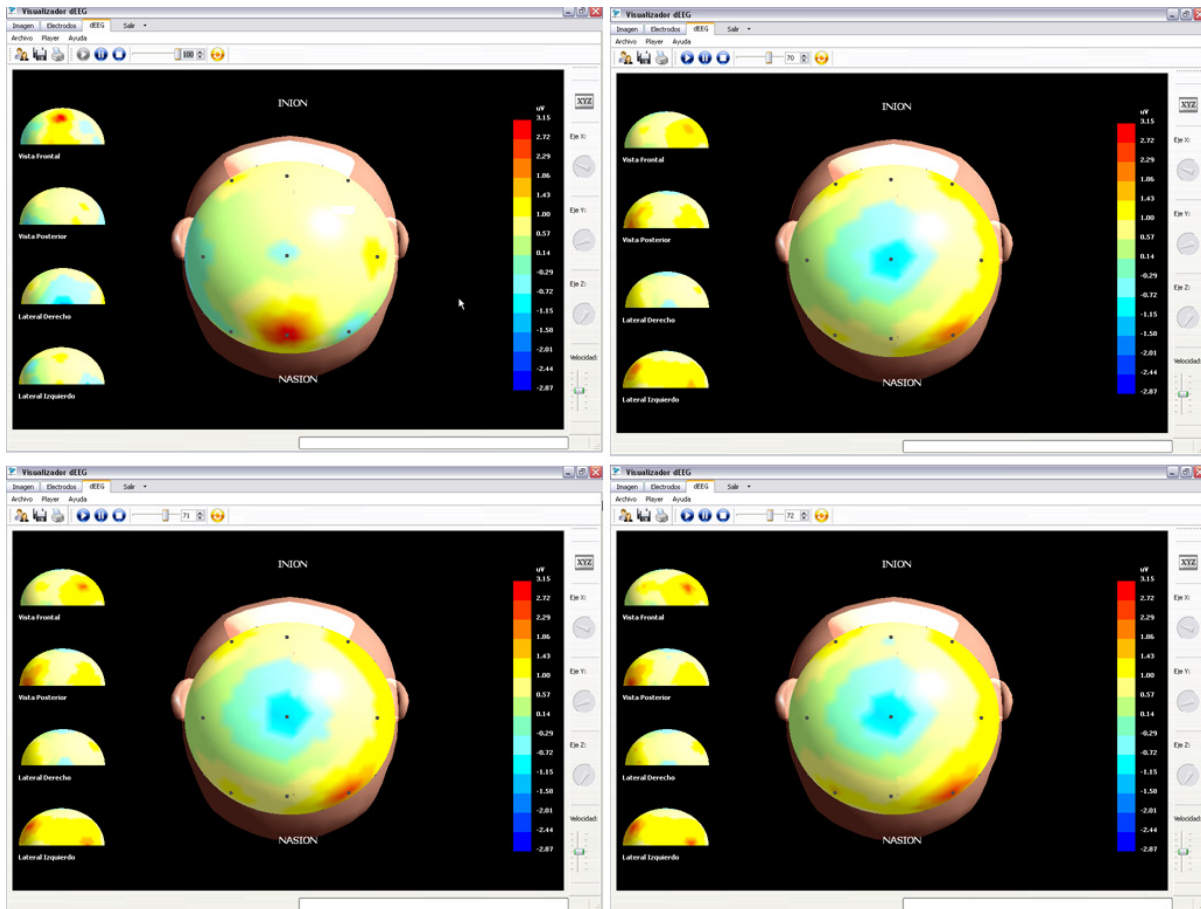 Visualizador dEEG
Imagen Electrodos dEEG Salir
Archivo Player Ayuda
100
INION
XYZ
uV
3.15
2.72
2.29
1.86
1.43
1.00
0.57
0.14
-0.29
-0.72
-1.15
-1.58
-2.01
-2.44
-2.87
Eje X:
Eje Y:
Eje Z:
Velocidad:
Vista Frontal
Vista Posterior
Lateral Derecho
Lateral Izquierdo
NASION
Visualizador dEEG
Imagen Electrodos dEEG Salir
Archivo Player Ayuda
70
INION
XYZ
uV
3.15
2.72
2.29
1.86
1.43
1.00
0.57
0.14
-0.29
-0.72
-1.15
-1.58
-2.01
-2.44
-2.87
Eje X:
Eje Y:
Eje Z:
Velocidad:
Vista Frontal
Vista Posterior
Lateral Derecho
Lateral Izquierdo
NASION
Visualizador dEEG
Imagen Electrodos dEEG Salir
Archivo Player Ayuda
71
INION
XYZ
uV
3.15
2.72
2.29
1.86
1.43
1.00
0.57
0.14
-0.29
-0.72
-1.15
-1.58
-2.01
-2.44
-2.87
Eje X:
Eje Y:
Eje Z:
Velocidad:
Vista Frontal
Vista Posterior
Lateral Derecho
Lateral Izquierdo
NASION
Visualizador dEEG
Imagen Electrodos dEEG Salir
Archivo Player Ayuda
72
INION
XYZ
uV
3.15
2.72
2.29
1.86
1.43
1.00
0.57
0.14
-0.29
-0.72
-1.15
-1.58
-2.01
-2.44
-2.87
Eje X:
Eje Y:
Eje Z:
Velocidad:
Vista Frontal
Vista Posterior
Lateral Derecho
Lateral Izquierdo
NASION